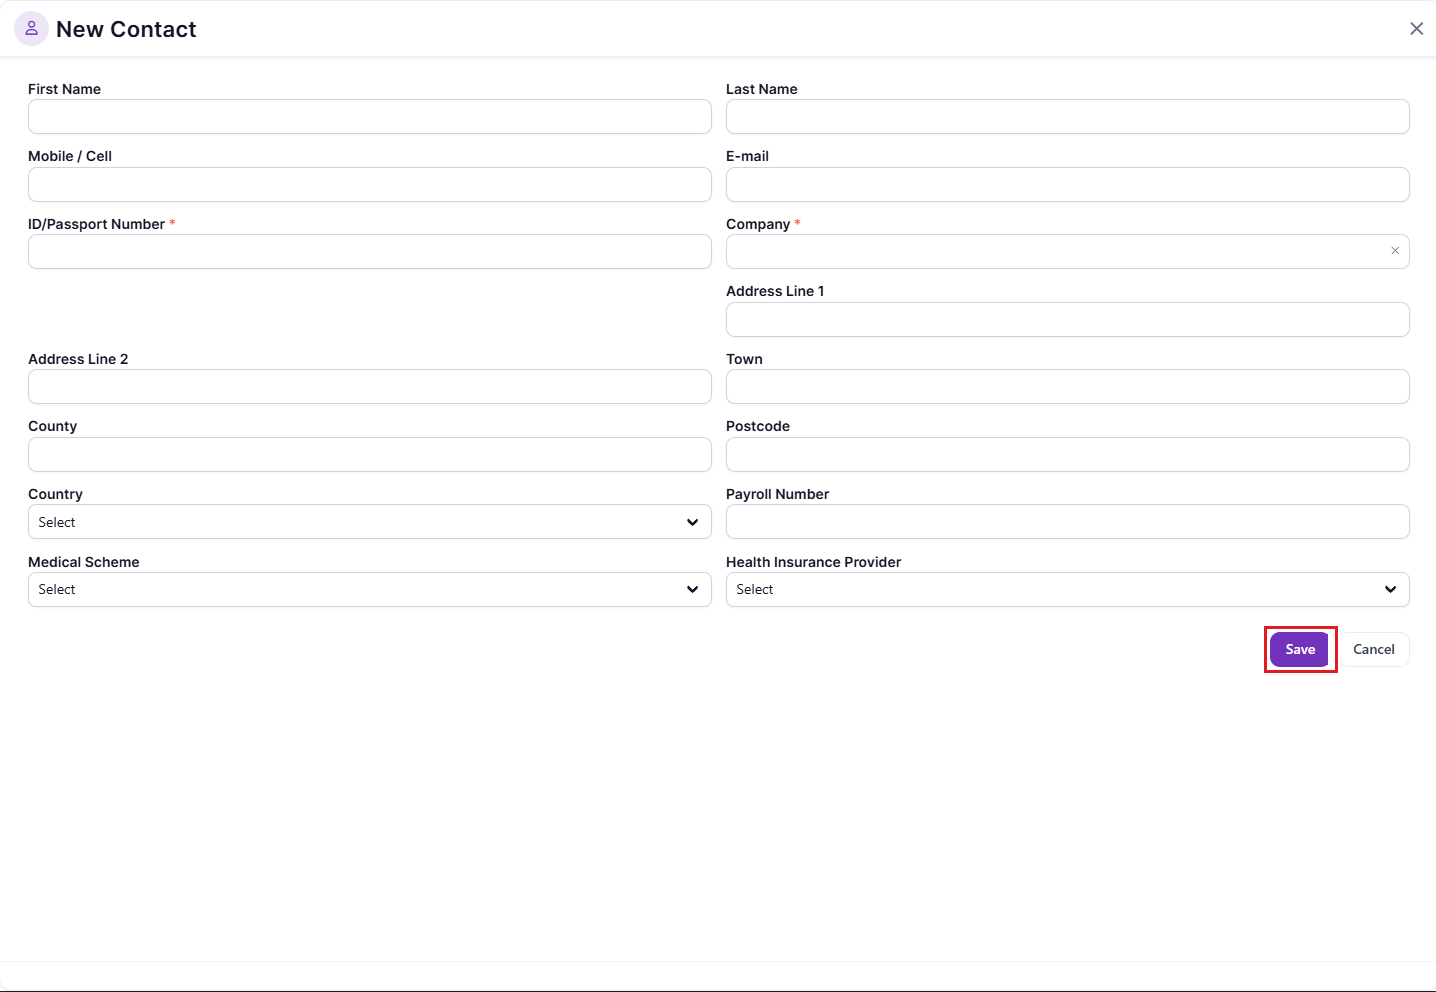 New Contact
First Name
Last Name
Mobile / Cell
E-mail
ID/Passport Number *
Company *
Address Line 1
Address Line 2
Town
County
Postcode
Country
Payroll Number
Select
Medical Scheme
Health Insurance Provider
Select
Select
Save
Cancel